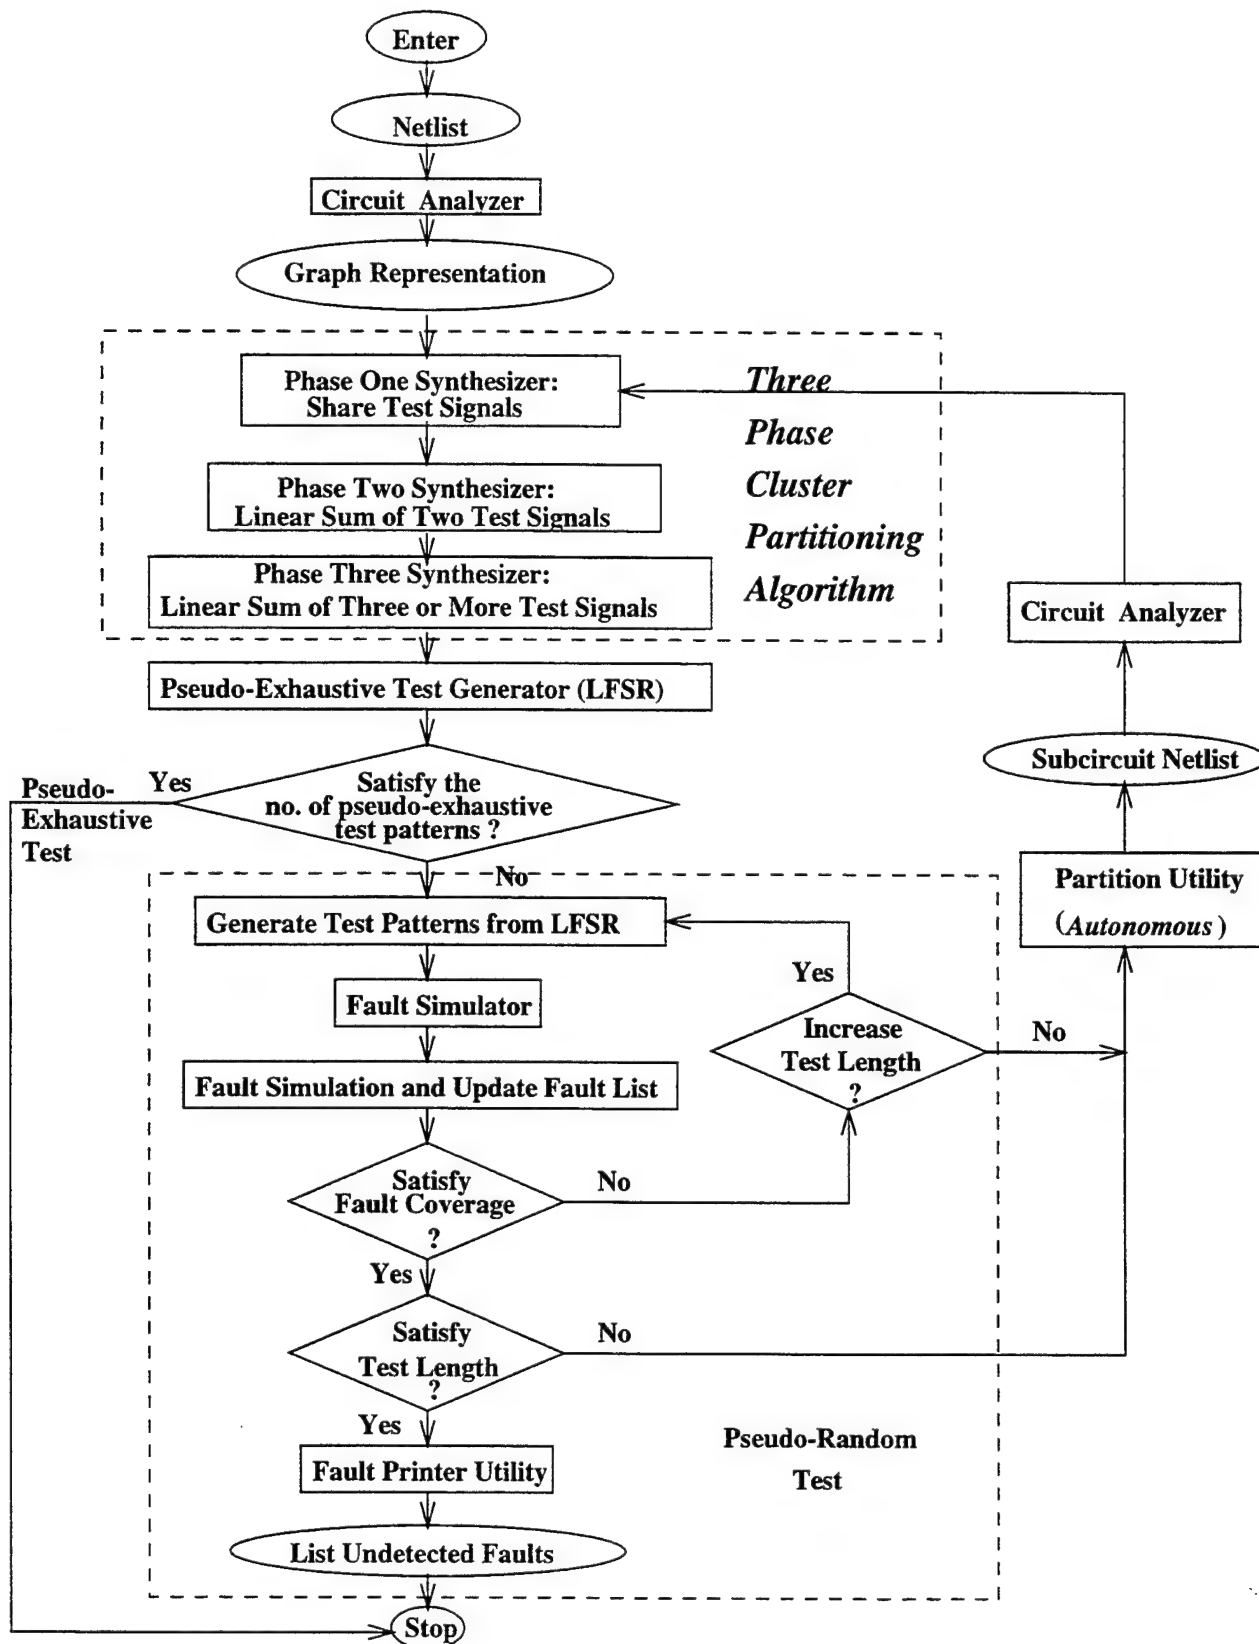 Enter
Netlist
Circuit Analyzer
Graph Representation
Phase One Synthesizer:
Share Test Signals
Three
Phase
Cluster
Partitioning
Algorithm
Phase Two Synthesizer:
Linear Sum of Two Test Signals
Phase Three Synthesizer:
Linear Sum of Three or More Test Signals
Circuit Analyzer
Pseudo-Exhaustive Test Generator (LFSR)
Subcircuit Netlist
Pseudo-
Exhaustive
Test
Yes
Satisfy the
no. of pseudo-exhaustive
test patterns ?
No
Partition Utility
(Autonomous)
Generate Test Patterns from LFSR
Yes
Fault Simulator
Increase
Test Length
?
No
Fault Simulation and Update Fault List
Satisfy
Fault Coverage
?
No
Yes
Satisfy
Test Length
?
No
Yes
Pseudo-Random
Test
Fault Printer Utility
List Undetected Faults
Stop